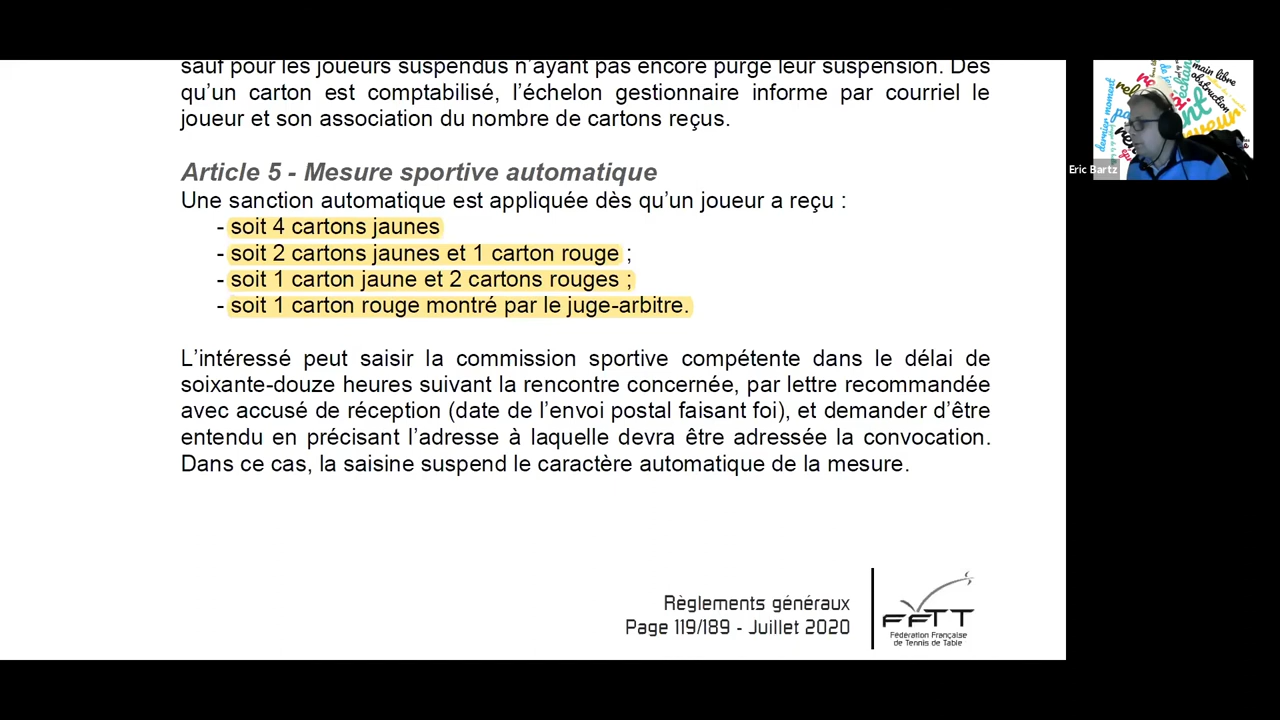 sauf pour les joueurs suspendus n'ayant pas encore purgé leur suspension. Dès
qu'un carton est comptabilisé, l'échelon gestionnaire informe par courriel le
joueur et son association du nombre de cartons reçus.
Article 5 - Mesure sportive automatique
Une sanction automatique est appliquée dès qu'un joueur a reçu :
- soit 4 cartons jaunes
- soit 2 cartons jaunes et 1 carton rouge ;
- soit 1 carton jaune et 2 cartons rouges ;
- soit 1 carton rouge montré par le juge-arbitre.
L'intéressé peut saisir la commission sportive compétente dans le délai de
soixante-douze heures suivant la rencontre concernée, par lettre recommandée
avec accusé de réception (date de l'envoi postal faisant foi), et demander d'être
entendu en précisant l'adresse à laquelle devra être adressée la convocation.
Dans ce cas, la saisine suspend le caractère automatique de la mesure.
Règlements généraux
Page 119/189 - Juillet 2020
FFTT
Fédération Française
de Tennis de Table
main libre
obstruction
dernier moment
Eric Bartz